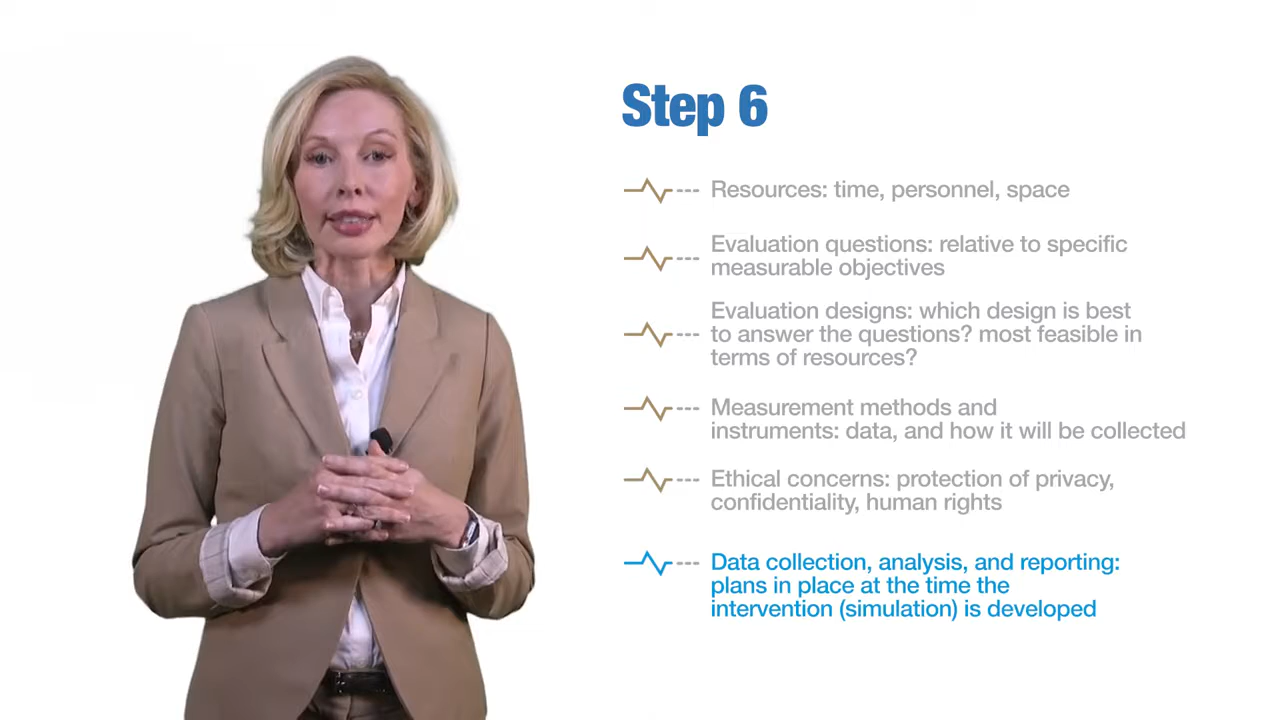 Step 6
Resources: time, personnel, space
Evaluation questions: relative to specific
measurable objectives
Evaluation designs: which design is best
to answer the questions? most feasible in
terms of resources?
Measurement methods and
instruments: data, and how it will be collected
Ethical concerns: protection of privacy,
confidentiality, human rights
Data collection, analysis, and reporting:
plans in place at the time the
intervention (simulation) is developed